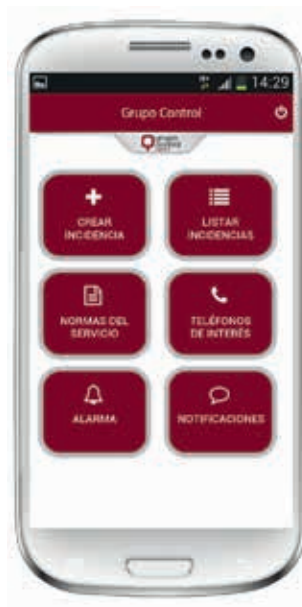 14:29
Grupo Control
CREAR
INCIDENCIA
LISTAR
INCIDENCIAS
NORMAS DEL
SERVICIO
TELÉFONOS
DE INTERÉS
ALARMA
NOTIFICACIONES